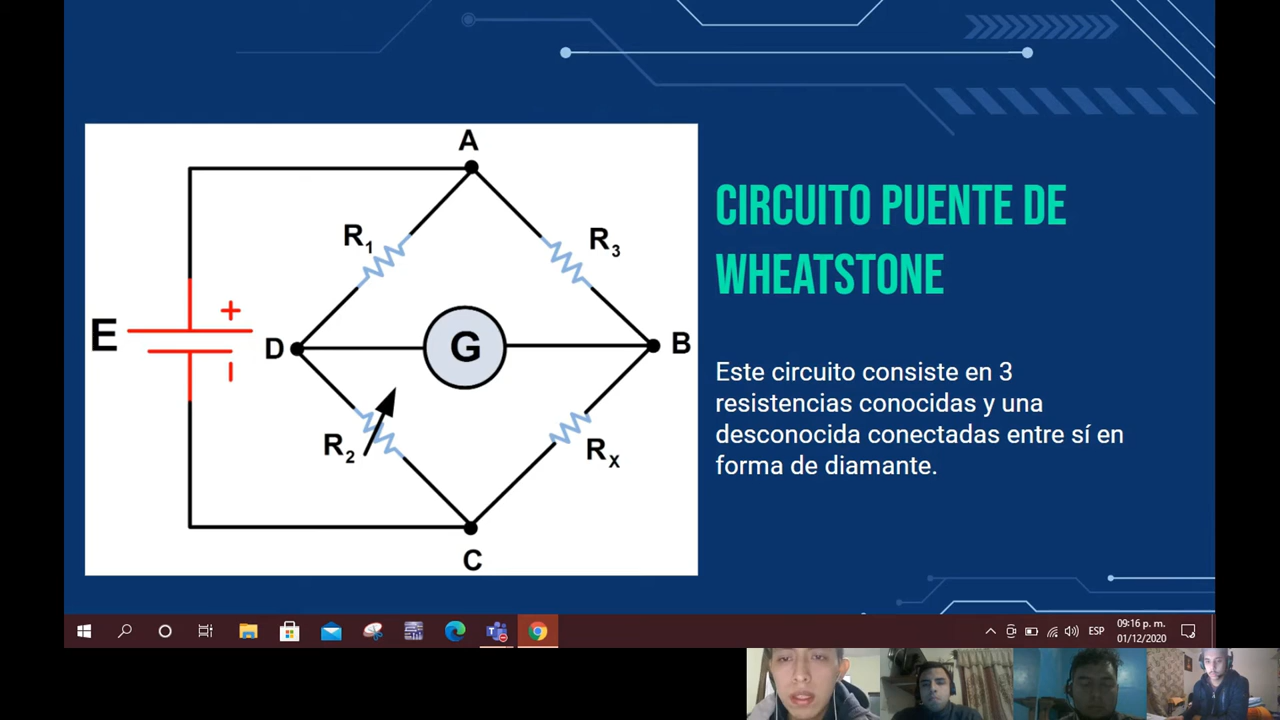 A
R1
R3
CIRCUITO PUENTE DE
WHEATSTONE
E
+
D
G
B
Este circuito consiste en 3
resistencias conocidas y una
desconocida conectadas entre sí en
forma de diamante.
R2
RX
C
ESP
09:16 p. m.
01/12/2020